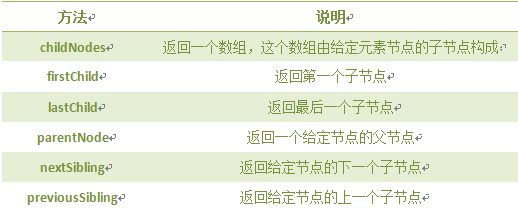 方法 说明
childNodes 返回一个数组，这个数组由给定元素节点的子节点构成
firstChild 返回第一个子节点
lastChild 返回最后一个子节点
parentNode 返回一个给定节点的父节点
nextSibling 返回给定节点的下一个子节点
previousSibling 返回给定节点的上一个子节点